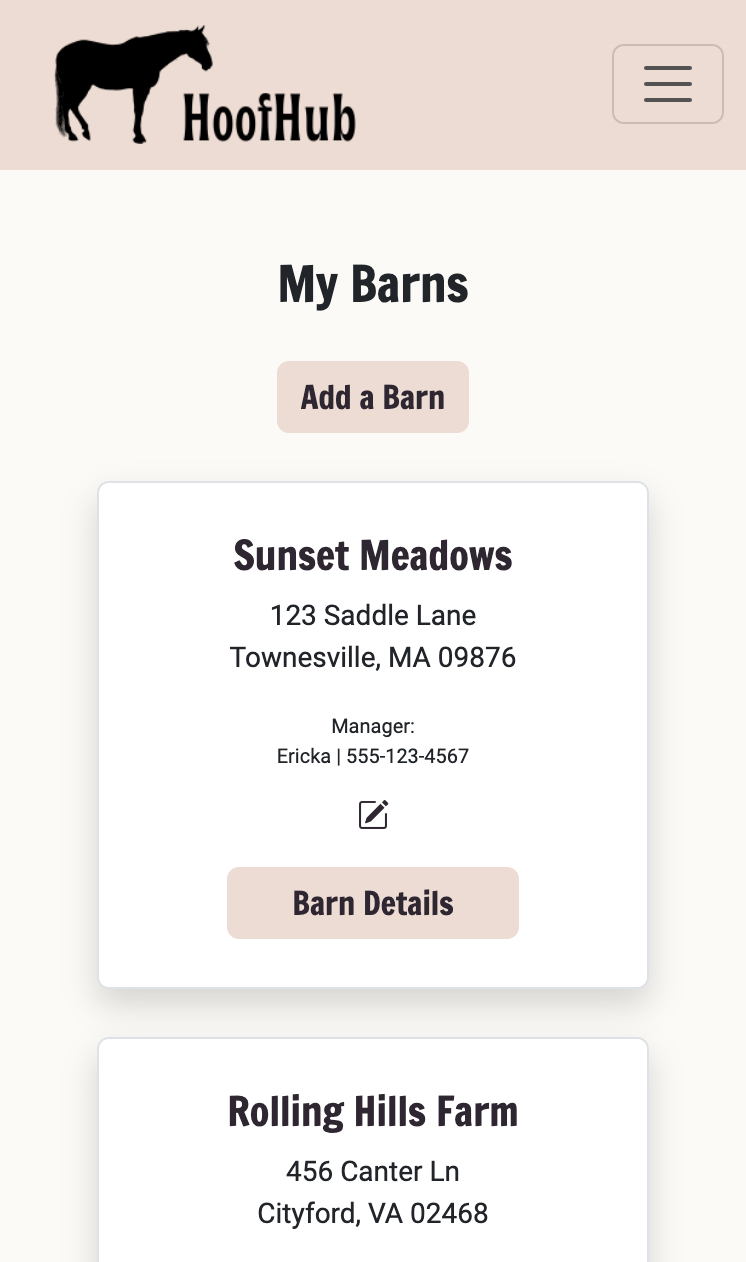 HoofHub
My Barns
Add a Barn
Sunset Meadows
123 Saddle Lane
Townesville, MA 09876
Manager:
Ericka | 555-123-4567
Barn Details
Rolling Hills Farm
456 Canter Ln
Cityford, VA 02468